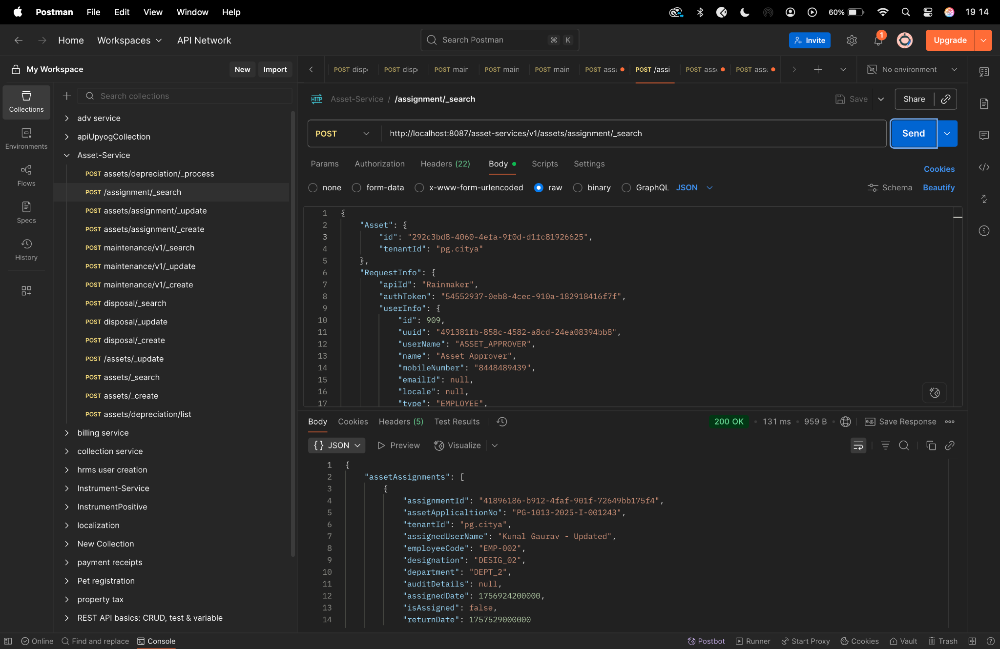 Postman File Edit View Window Help 60% 19 14
Home Workspaces API Network Search Postman ⌘ K Invite 1 Upgrade
My Workspace New Import
POST disp POST disp POST main POST main POST main POST ass POST /assi POST ass POST ass No environment
Collections
Environments
Flows
Specs
History
Search collections
adv service
apiUpyogCollection
Asset-Service
POST assets/depreciation/_process
POST /assignment/_search
POST assets/assignment/_update
POST assets/assignment/_create
POST maintenance/v1/_search
POST maintenance/v1/_update
POST maintenance/v1/_create
POST disposal/_search
POST disposal/_update
POST disposal/_create
POST /assets/_update
POST assets/_search
POST assets/_create
POST assets/depreciation/list
billing service
collection service
hrms user creation
Instrument-Service
InstrumentPositive
localization
New Collection
payment receipts
Pet registration
property tax
REST API basics: CRUD, test & variable
HTTP Asset-Service / /assignment/_search Save Share
POST http://localhost:8087/asset-services/v1/assets/assignment/_search Send
Params Authorization Headers (22) Body Scripts Settings Cookies
none form-data x-www-form-urlencoded raw binary GraphQL JSON Schema Beautify
1 {
2 "Asset": {
3 "id": "292c3bd8-4060-4efa-9f0d-d1fc81926625",
4 "tenantId": "pg.citya"
5 },
6 "RequestInfo": {
7 "apiId": "Rainmaker",
8 "authToken": "54552937-0eb8-4cec-910a-182918416f7f",
9 "userInfo": {
10 "id": 909,
11 "uuid": "491381fb-858c-4582-a8cd-24ea08394bb8",
12 "userName": "ASSET_APPROVER",
13 "name": "Asset Approver",
14 "mobileNumber": "8448489439",
15 "emailId": null,
16 "locale": null,
17 "type": "EMPLOYEE",
Body Cookies Headers (5) Test Results 200 OK • 131 ms • 959 B • e.g. Save Response
{} JSON Preview Visualize
1 {
2 "assetAssignments": [
3 {
4 "assignmentId": "41896186-b912-4faf-901f-72649bb175f4",
5 "assetApplicaltionNo": "PG-1013-2025-I-001243",
6 "tenantId": "pg.citya",
7 "assignedUserName": "Kunal Gaurav - Updated",
8 "employeeCode": "EMP-002",
9 "designation": "DESIG_02",
10 "department": "DEPT_2",
11 "auditDetails": null,
12 "assignedDate": 1756924200000,
13 "isAssigned": false,
14 "returnDate": 1757529000000
Online Find and replace Console Postbot Runner Start Proxy Cookies Vault Trash